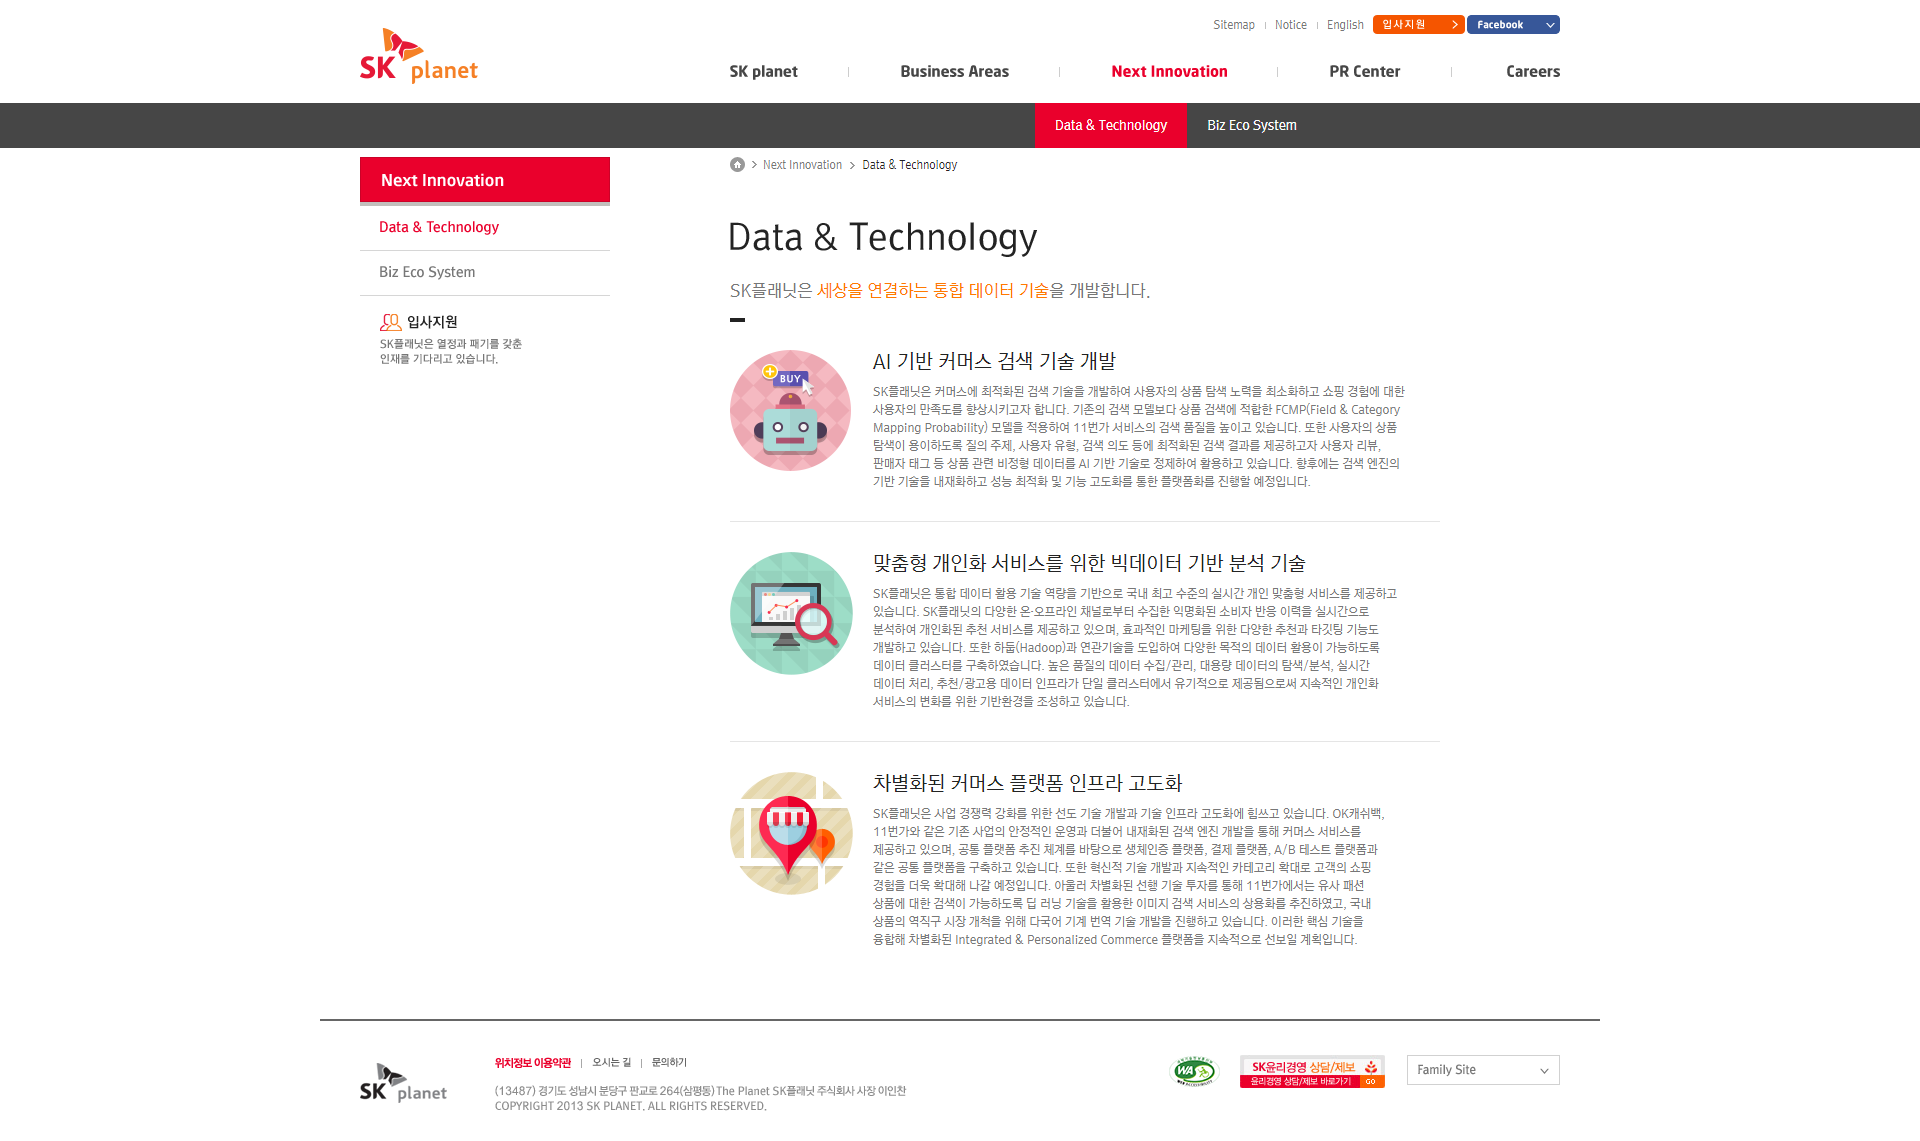 Sitemap
Notice
English
입사지원
Facebook
SK planet
SK planet
Business Areas
Next Innovation
PR Center
Careers
Data & Technology
Biz Eco System
Next Innovation
Data & Technology
Biz Eco System
입사지원
SK플래닛은 열정과 패기를 갖춘
인재를 기다리고 있습니다.
Next Innovation
Data & Technology
Data & Technology
SK플래닛은 세상을 연결하는 통합 데이터 기술을 개발합니다.
BUY
AI 기반 커머스 검색 기술 개발
SK플래닛은 커머스에 최적화된 검색 기술을 개발하여 사용자의 상품 탐색 노력을 최소화하고 쇼핑 경험에 대한
사용자의 만족도를 향상시키고자 합니다. 기존의 검색 모델보다 상품 검색에 적합한 FCMP(Field & Category
Mapping Probability) 모델을 적용하여 11번가 서비스의 검색 품질을 높이고 있습니다. 또한 사용자의 상품
탐색이 용이하도록 질의 주제, 사용자 유형, 검색 의도 등에 최적화된 검색 결과를 제공하고자 사용자 리뷰,
판매자 태그 등 상품 관련 비정형 데이터를 AI 기반 기술로 정제하여 활용하고 있습니다. 향후에는 검색 엔진의
기반 기술을 내재화하고 성능 최적화 및 기능 고도화를 통한 플랫폼화를 진행할 예정입니다.
맞춤형 개인화 서비스를 위한 빅데이터 기반 분석 기술
SK플래닛은 통합 데이터 활용 기술 역량을 기반으로 국내 최고 수준의 실시간 개인 맞춤형 서비스를 제공하고
있습니다. SK플래닛의 다양한 온·오프라인 채널로부터 수집한 익명화된 소비자 반응 이력을 실시간으로
분석하여 개인화된 추천 서비스를 제공하고 있으며, 효과적인 마케팅을 위한 다양한 추천과 타깃팅 기능도
개발하고 있습니다. 또한 하둡(Hadoop)과 연관기술을 도입하여 다양한 목적의 데이터 활용이 가능하도록
데이터 클러스터를 구축하였습니다. 높은 품질의 데이터 수집/관리, 대용량 데이터의 탐색/분석, 실시간
데이터 처리, 추천/광고용 데이터 인프라가 단일 클러스터에서 유기적으로 제공됨으로써 지속적인 개인화
서비스의 변화를 위한 기반환경을 조성하고 있습니다.
차별화된 커머스 플랫폼 인프라 고도화
SK플래닛은 사업 경쟁력 강화를 위한 선도 기술 개발과 기술 인프라 고도화에 힘쓰고 있습니다. OK캐쉬백,
11번가와 같은 기존 사업의 안정적인 운영과 더불어 내재화된 검색 엔진 개발을 통해 커머스 서비스를
제공하고 있으며, 공통 플랫폼 추진 체계를 바탕으로 생체인증 플랫폼, 결제 플랫폼, A/B 테스트 플랫폼과
같은 공통 플랫폼을 구축하고 있습니다. 또한 혁신적 기술 개발과 지속적인 카테고리 확대로 고객의 쇼핑
경험을 더욱 확대해 나갈 예정입니다. 아울러 차별화된 선행 기술 투자를 통해 11번가에서는 유사 패션
상품에 대한 검색이 가능하도록 딥 러닝 기술을 활용한 이미지 검색 서비스의 상용화를 추진하였고, 국내
상품의 역직구 시장 개척을 위해 다국어 기계 번역 기술 개발을 진행하고 있습니다. 이러한 핵심 기술을
융합해 차별화된 Integrated & Personalized Commerce 플랫폼을 지속적으로 선보일 계획입니다.
SK planet
위치정보 이용약관
오시는 길
문의하기
(13487) 경기도 성남시 분당구 판교로 264(삼평동) The Planet SK플래닛 주식회사 사장 이인찬
COPYRIGHT 2013 SK PLANET. ALL RIGHTS RESERVED.
WA
SK윤리경영 상담/제보
윤리경영 상담/제보 바로가기 GO
Family Site